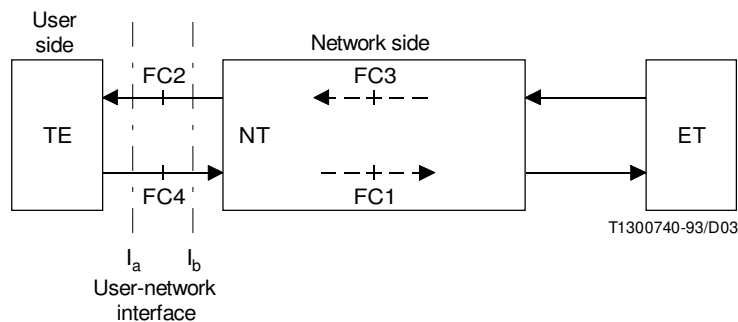 User
side
Network side
FC2
FC3
TE
NT
ET
FC4
FC1
T1300740-93/D03
Ia
Ib
User-network
interface